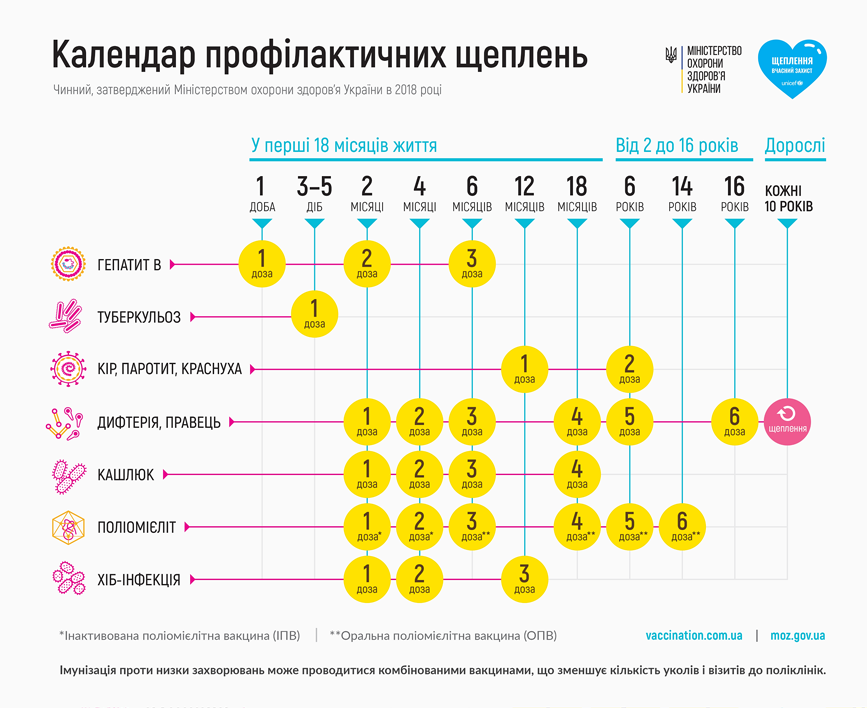 Календар профілактичних щеплень
Чинний, затверджений Міністерством охорони здоров'я України в 2018 році
МІНІСТЕРСТВО
ОХОРОНИ
ЗДОРОВ'Я
УКРАЇНИ
ЩЕПЛЕННЯ
ВЧАСНИЙ ЗАХИСТ
unicef
У перші 18 місяців життя
Від 2 до 16 років
Дорослі
1 3–5 2 4 6 12 18 6 14 16 КОЖНІ
ДОБА ДІБ МІСЯЦІ МІСЯЦІ МІСЯЦІВ МІСЯЦІВ МІСЯЦІВ РОКІВ РОКІВ РОКІВ 10 РОКІВ
ГЕПАТИТ В 1 доза 2 доза 3 доза
ТУБЕРКУЛЬОЗ 1 доза
КІР, ПАРОТИТ, КРАСНУХА 1 доза 2 доза
ДИФТЕРІЯ, ПРАВЕЦЬ 1 доза 2 доза 3 доза 4 доза 5 доза 6 доза щеплення
КАШЛЮК 1 доза 2 доза 3 доза 4 доза
ПОЛІОМІЄЛІТ 1 доза* 2 доза* 3 доза** 4 доза** 5 доза** 6 доза**
ХІБ-ІНФЕКЦІЯ 1 доза 2 доза 3 доза
*Інактивована поліомієлітна вакцина (ІПВ) | **Оральна поліомієлітна вакцина (ОПВ)
vaccination.com.ua | moz.gov.ua
Імунізація проти низки захворювань може проводитися комбінованими вакцинами, що зменшує кількість уколів і візитів до поліклінік.